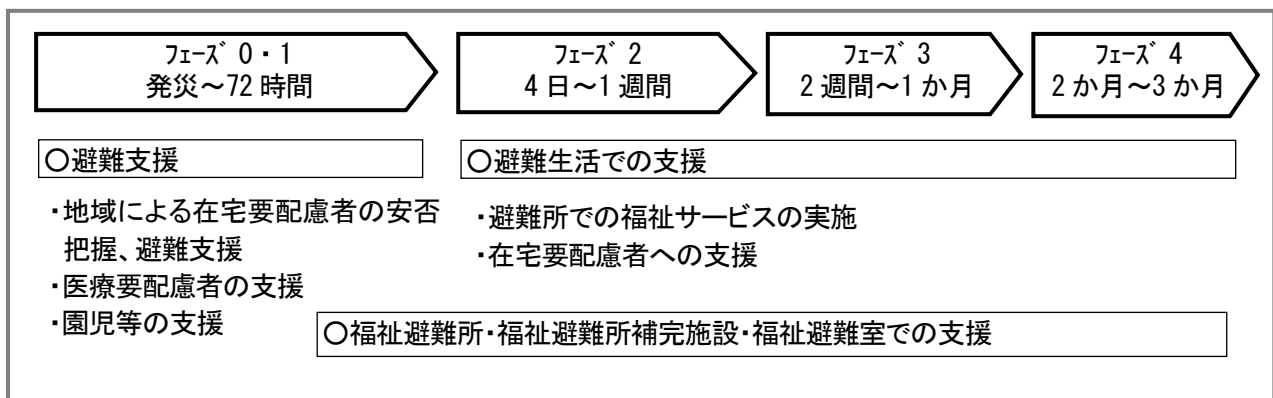 フェーズ 0・1
発災～72 時間
フェーズ 2
4 日～1 週間
フェーズ 3
2 週間～1 か月
フェーズ 4
2 か月～3 か月
○避難支援
・地域による在宅要配慮者の安否
把握、避難支援
・医療要配慮者の支援
・園児等の支援
○避難生活での支援
・避難所での福祉サービスの実施
・在宅要配慮者への支援
○福祉避難所・福祉避難所補完施設・福祉避難室での支援